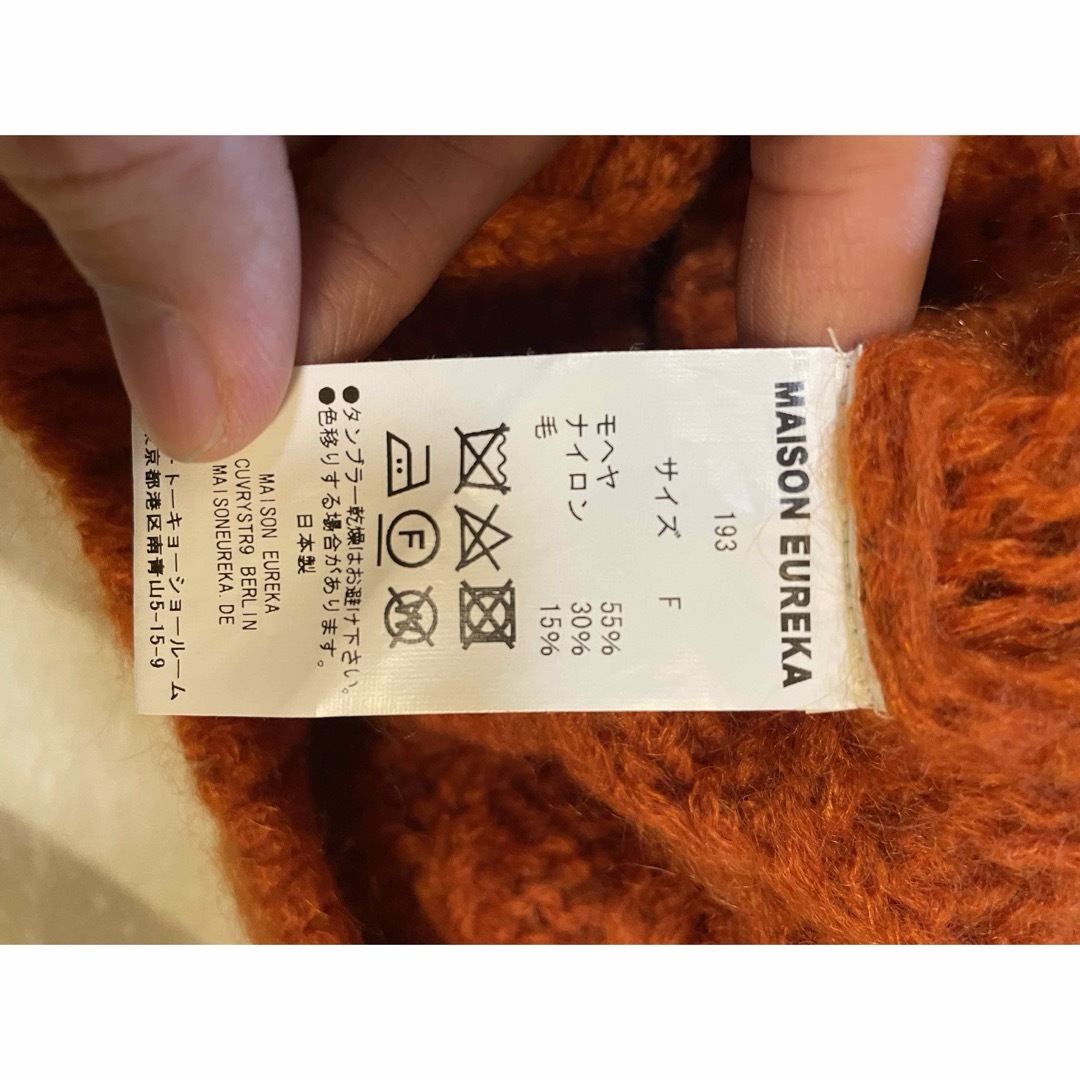 MAISON EUREKA
193
サイズ F
モヘヤ 55%
ナイロン 30%
毛 15%
F
W
●タンブラー乾燥はお避け下さい。
●色移りする場合があります。
日本製
MAISON EUREKA
CUVRYSTR9 BERLIN
MAISONEUREKA.DE
トーキョーショールーム
京都港区南青山5-15-9